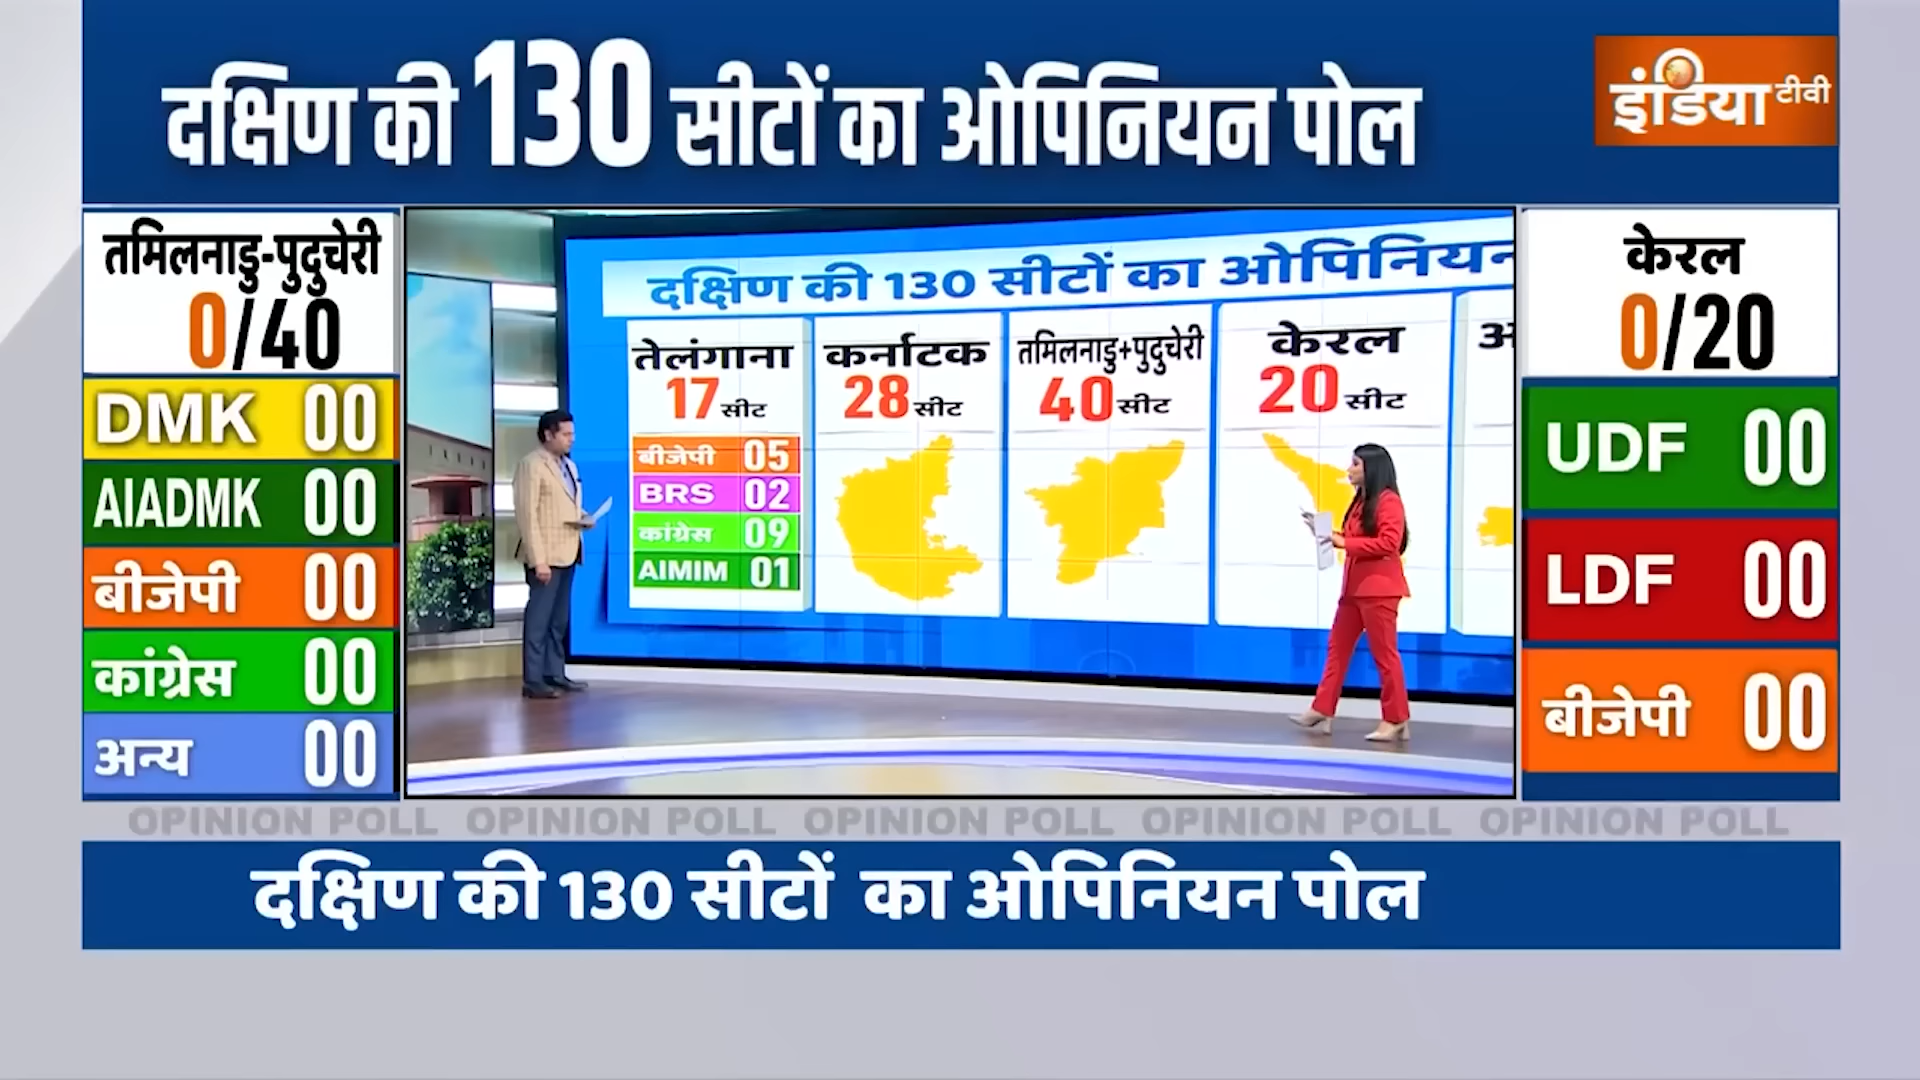 दक्षिण की 130 सीटों का ओपिनियन पोल
इंडिया टीवी
तमिलनाडु-पुदुचेरी
0/40
DMK 00
AIADMK 00
बीजेपी 00
कांग्रेस 00
अन्य 00
दक्षिण की 130 सीटों का ओपिनियन
तेलंगाना
17 सीट
बीजेपी 05
BRS 02
कांग्रेस 09
AIMIM 01
कर्नाटक
28 सीट
तमिलनाडु+पुदुचेरी
40 सीट
केरल
20 सीट
केरल
0/20
UDF 00
LDF 00
बीजेपी 00
OPINION POLL OPINION POLL OPINION POLL OPINION POLL OPINION POLL
दक्षिण की 130 सीटों का ओपिनियन पोल